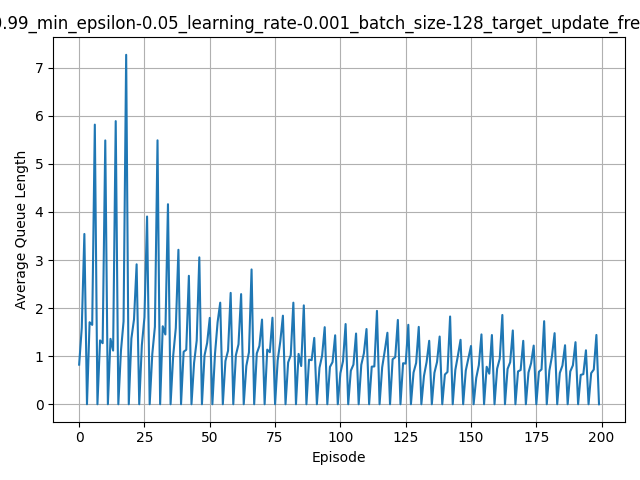 0.99_min_epsilon-0.05_learning_rate-0.001_batch_size-128_target_update_fre
7
6
5
4
3
2
1
0
Average Queue Length
0 25 50 75 100 125 150 175 200
Episode